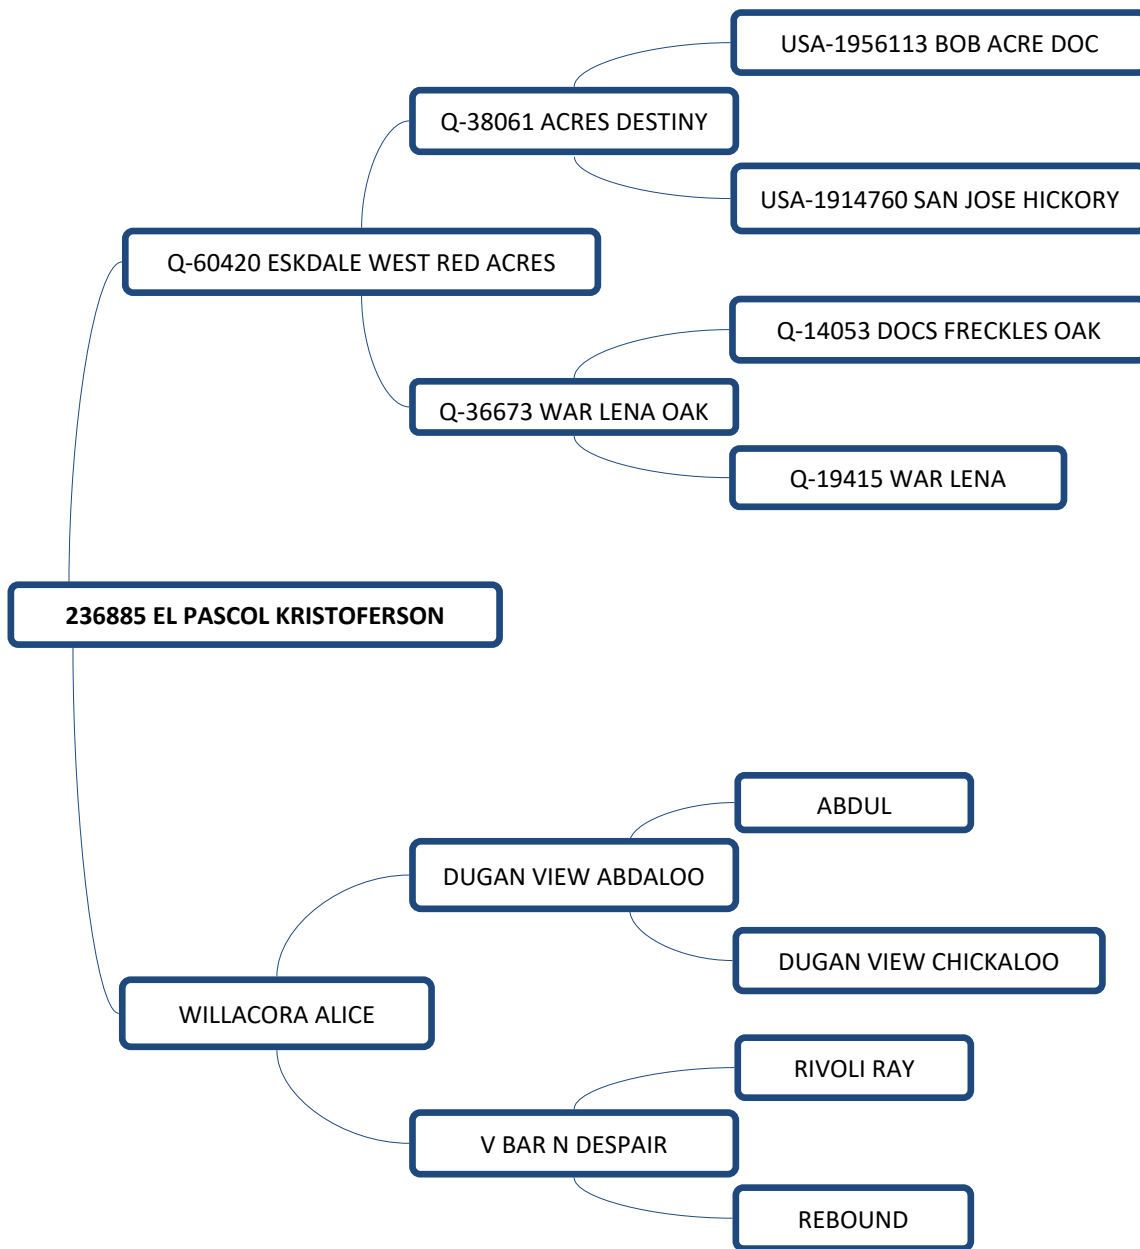 USA-1956113 BOB ACRE DOC
Q-38061 ACRES DESTINY
USA-1914760 SAN JOSE HICKORY
Q-60420 ESKDALE WEST RED ACRES
Q-14053 DOCS FRECKLES OAK
Q-36673 WAR LENA OAK
Q-19415 WAR LENA
236885 EL PASCOL KRISTOFERSON
ABDUL
DUGAN VIEW ABDALOO
DUGAN VIEW CHICKALOO
WILLACORA ALICE
RIVOLI RAY
V BAR N DESPAIR
REBOUND